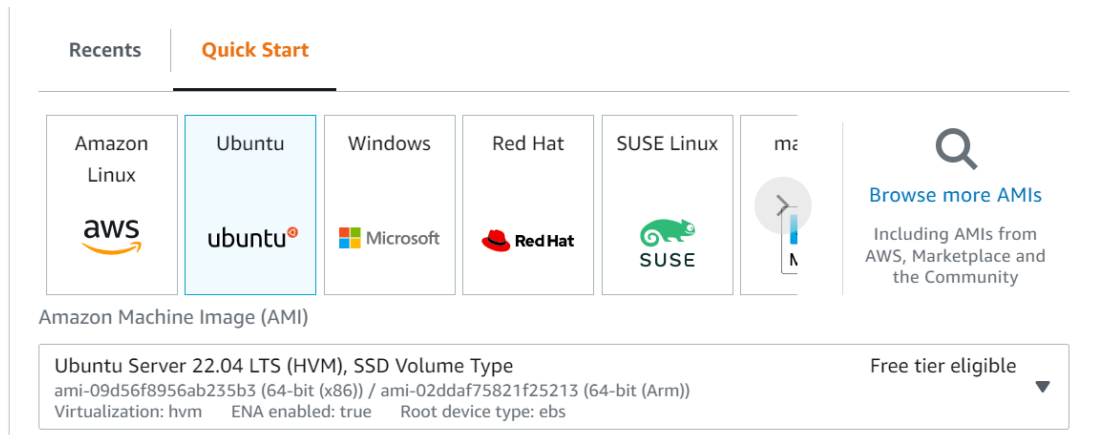 Recents
Quick Start
Amazon
Linux
aws
Ubuntu
ubuntu
Windows
Microsoft
Red Hat
Red Hat
SUSE Linux
SUSE
ma
M
Browse more AMIs
Including AMIs from
AWS, Marketplace and
the Community
Amazon Machine Image (AMI)
Ubuntu Server 22.04 LTS (HVM), SSD Volume Type
Free tier eligible
ami-09d56f8956ab235b3 (64-bit (x86)) / ami-02ddaf75821f25213 (64-bit (Arm))
Virtualization: hvm ENA enabled: true Root device type: ebs